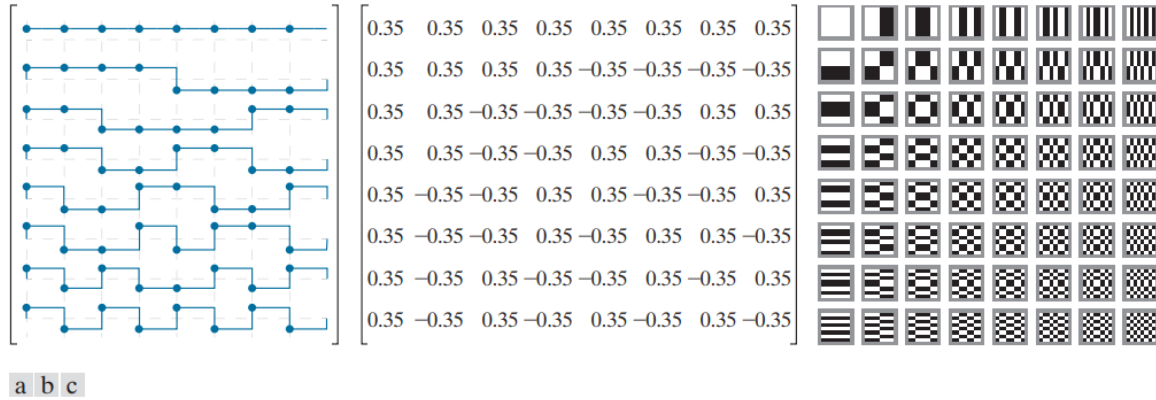 0.35 0.35 0.35 0.35 0.35 0.35 0.35 0.35
0.35 0.35 0.35 0.35 −0.35 −0.35 −0.35 −0.35
0.35 0.35 −0.35 −0.35 −0.35 −0.35 0.35 0.35
0.35 0.35 −0.35 −0.35 0.35 0.35 −0.35 −0.35
0.35 −0.35 −0.35 0.35 −0.35 −0.35 −0.35 0.35
0.35 −0.35 −0.35 0.35 −0.35 0.35 0.35 −0.35
0.35 −0.35 0.35 −0.35 −0.35 0.35 −0.35 0.35
0.35 −0.35 0.35 −0.35 0.35 −0.35 0.35 −0.35
a b c